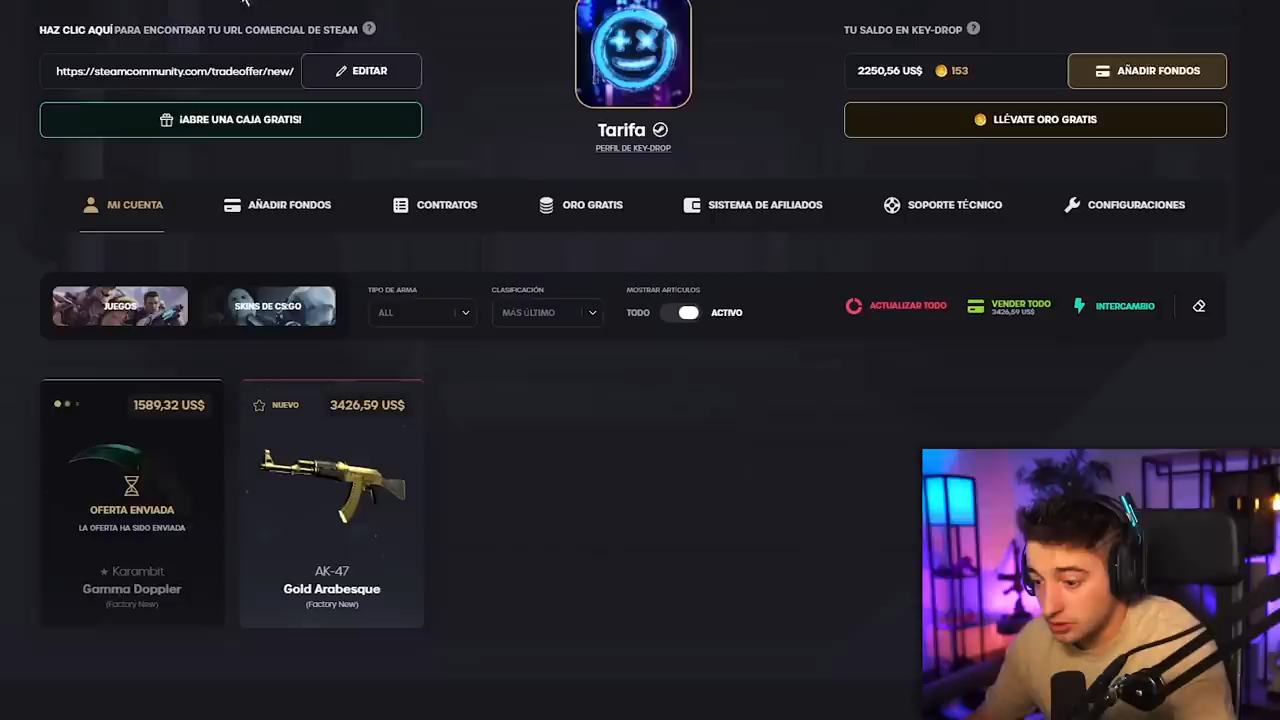 HAZ CLIC AQUÍ PARA ENCONTRAR TU URL COMERCIAL DE STEAM ?
https://steamcommunity.com/tradeoffer/new/
EDITAR
¡ABRE UNA CAJA GRATIS!
Tarifa
PERFIL DE KEY-DROP
TU SALDO EN KEY-DROP ?
2250,56 US$ 153
AÑADIR FONDOS
LLÉVATE ORO GRATIS
MI CUENTA
AÑADIR FONDOS
CONTRATOS
ORO GRATIS
SISTEMA DE AFILIADOS
SOPORTE TÉCNICO
CONFIGURACIONES
JUEGOS
SKINS DE CS:GO
TIPO DE ARMA
ALL
CLASIFICACIÓN
MÁS ÚLTIMO
MOSTRAR ARTÍCULOS
TODO
ACTIVO
ACTUALIZAR TODO
VENDER TODO
3426,59 US$
INTERCAMBIO
1589,32 US$
OFERTA ENVIADA
LA OFERTA HA SIDO ENVIADA
★ Karambit
Gamma Doppler
(Factory New)
NUEVO
3426,59 US$
AK-47
Gold Arabesque
(Factory New)